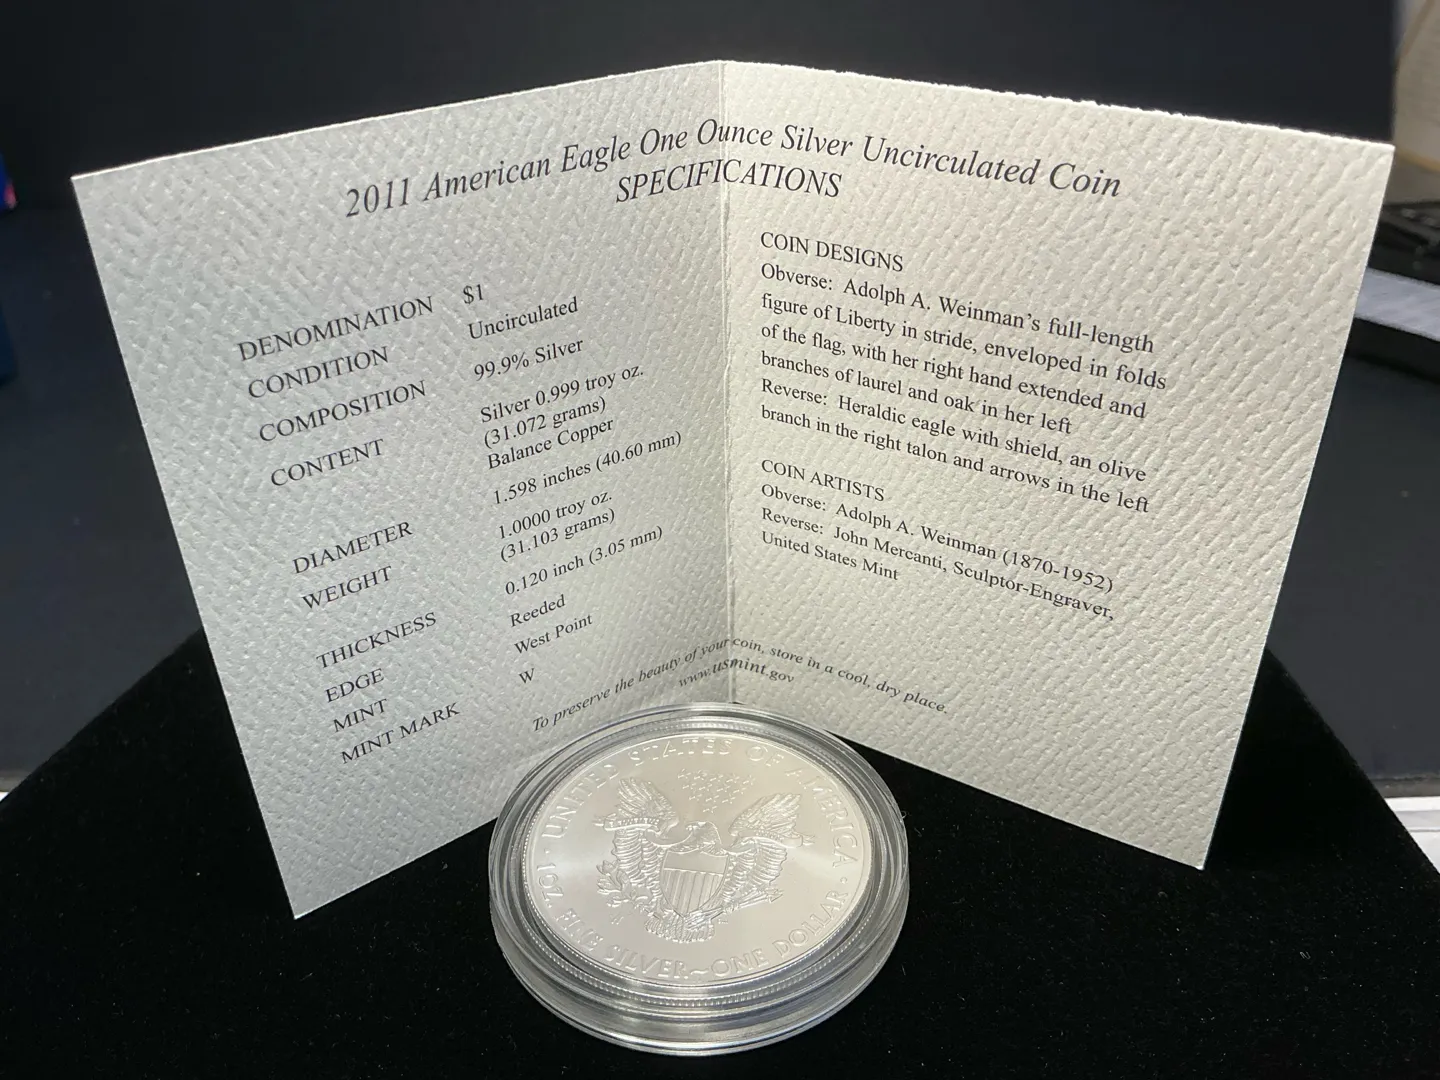 2011 American Eagle One Ounce Silver Uncirculated Coin
SPECIFICATIONS
DENOMINATION $1
CONDITION Uncirculated
COMPOSITION 99.9% Silver
CONTENT Silver 0.999 troy oz.
(31.072 grams)
Balance Copper
DIAMETER 1.598 inches (40.60 mm)
WEIGHT 1.0000 troy oz.
(31.103 grams)
THICKNESS 0.120 inch (3.05 mm)
EDGE Reeded
MINT West Point
MINT MARK W
COIN DESIGNS
Obverse: Adolph A. Weinman's full-length
figure of Liberty in stride, enveloped in folds
of the flag, with her right hand extended and
branches of laurel and oak in her left
Reverse: Heraldic eagle with shield, an olive
branch in the right talon and arrows in the left
COIN ARTISTS
Obverse: Adolph A. Weinman (1870-1952)
Reverse: John Mercanti, Sculptor-Engraver,
United States Mint
To preserve the beauty of your coin, store in a cool, dry place.
www.usmint.gov
UNITED STATES OF AMERICA
1 OZ. FINE SILVER~ONE DOLLAR